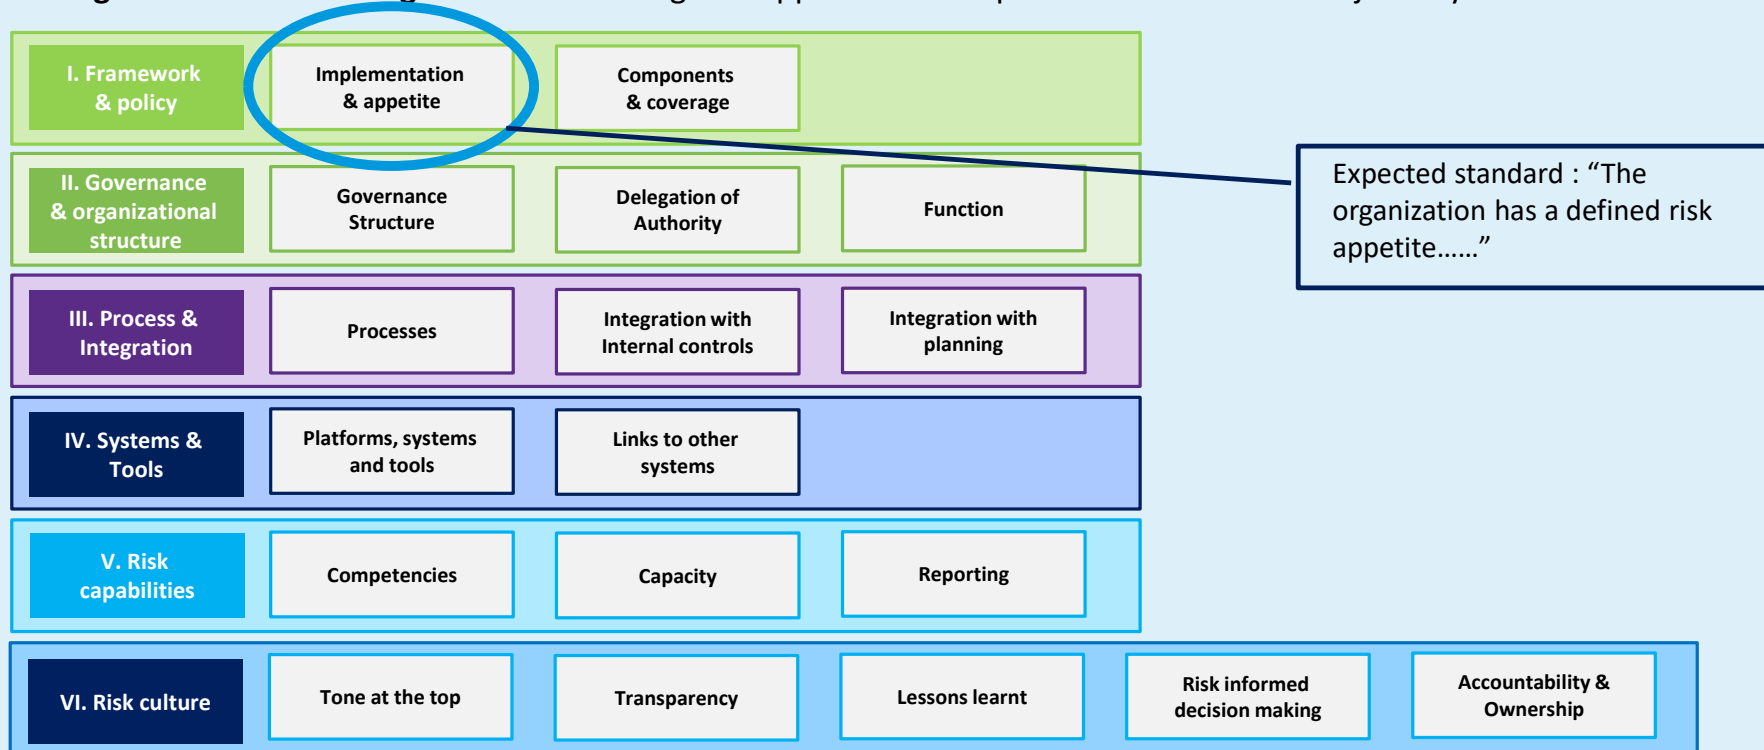 I. Framework
& policy
Implementation
& appetite
Components
& coverage
II. Governance
& organizational
structure
Governance
Structure
Delegation of
Authority
Function
Expected standard : “The
organization has a defined risk
appetite……”
III. Process &
Integration
Processes
Integration with
Internal controls
Integration with
planning
IV. Systems &
Tools
Platforms, systems
and tools
Links to other
systems
V. Risk
capabilities
Competencies
Capacity
Reporting
VI. Risk culture
Tone at the top
Transparency
Lessons learnt
Risk informed
decision making
Accountability &
Ownership